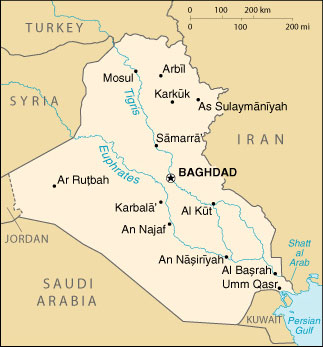 0 100 200 km
0 100 200 mi
TURKEY
Mosul
Arbīl
Karkūk
As Sulaymānīyah
SYRIA
Tigris
Sāmarrā'
IRAN
Euphrates
BAGHDAD
Ar Ruṭbah
Karbalā'
Al Kūt
An Najaf
JORDAN
Shatt
al
Arab
An Nāṣirīyah
Al Baṣrah
SAUDI
ARABIA
Umm Qasr
KUWAIT
Persian
Gulf